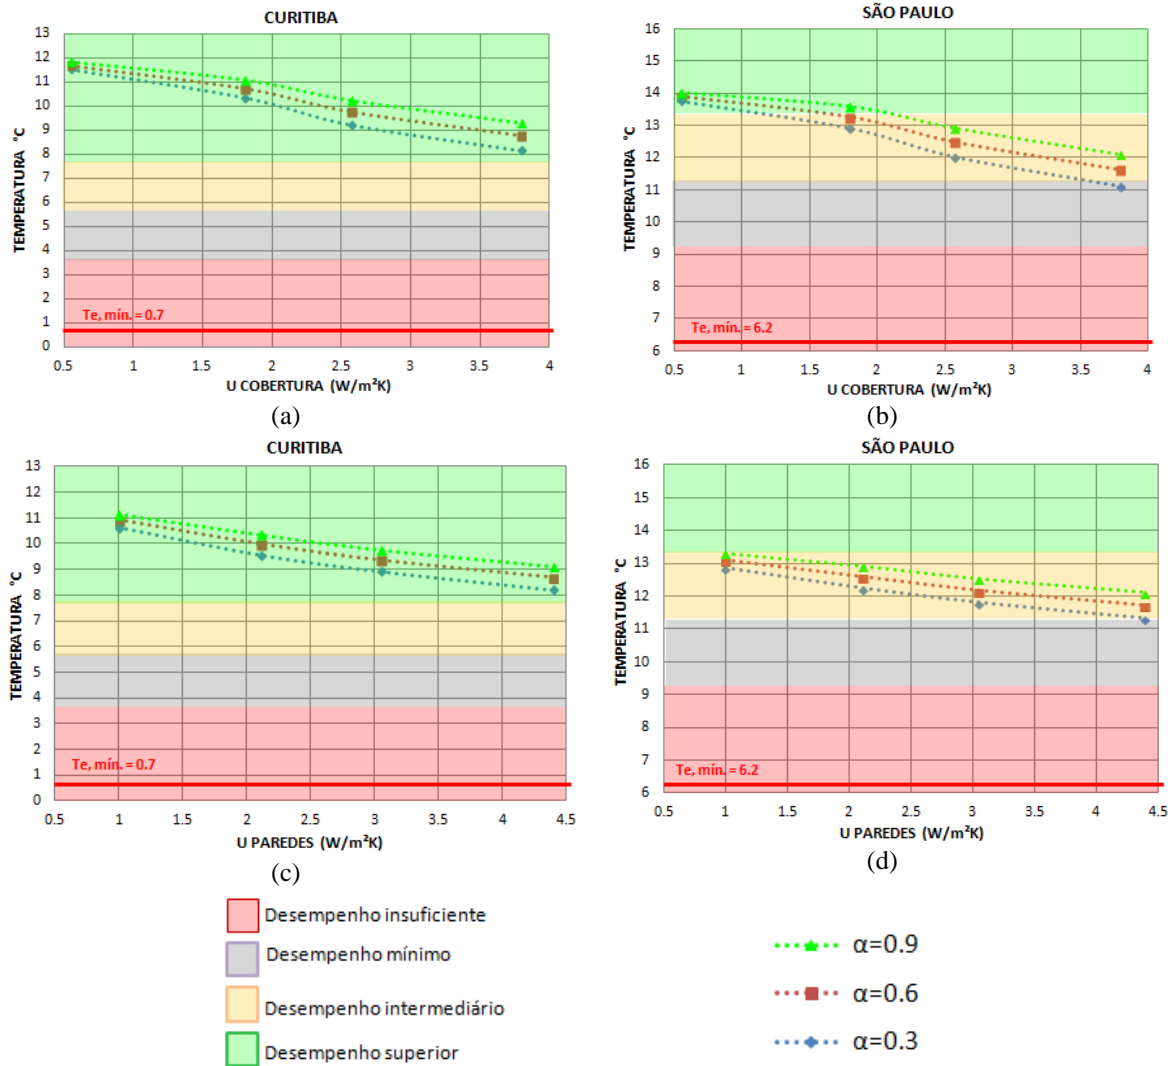 CURITIBA
TEMPERATURA °C
13
12
11
10
9
8
7
6
5
4
3
2
1
0
Te, mín. = 0.7
0.5 1 1.5 2 2.5 3 3.5 4
U COBERTURA (W/m²K)
(a)
SÃO PAULO
TEMPERATURA °C
16
15
14
13
12
11
10
9
8
7
6
Te, mín. = 6.2
0.5 1 1.5 2 2.5 3 3.5 4
U COBERTURA (W/m²K)
(b)
CURITIBA
TEMPERATURA °C
13
12
11
10
9
8
7
6
5
4
3
2
1
0
Te, mín. = 0.7
0.5 1 1.5 2 2.5 3 3.5 4 4.5
U PAREDES (W/m²K)
(c)
SÃO PAULO
TEMPERATURA °C
16
15
14
13
12
11
10
9
8
7
6
Te, mín. = 6.2
0.5 1 1.5 2 2.5 3 3.5 4 4.5
U PAREDES (W/m²K)
(d)
Desempenho insuficiente
Desempenho mínimo
Desempenho intermediário
Desempenho superior
α=0.9
α=0.6
α=0.3